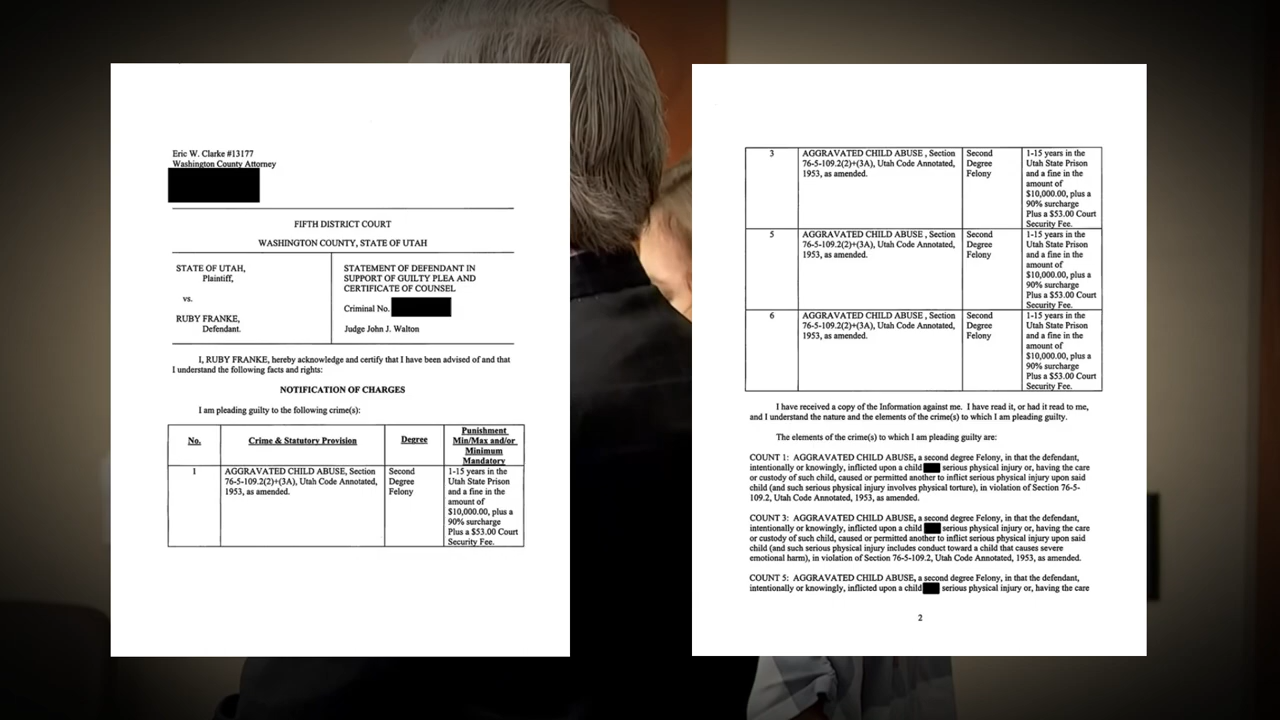 Eric W. Clarke #13177
Washington County Attorney
FIFTH DISTRICT COURT
WASHINGTON COUNTY, STATE OF UTAH
STATE OF UTAH,
Plaintiff,
vs.
RUBY FRANKE,
Defendant.
STATEMENT OF DEFENDANT IN
SUPPORT OF GUILTY PLEA AND
CERTIFICATE OF COUNSEL
Criminal No.
Judge John J. Walton
I, RUBY FRANKE, hereby acknowledge and certify that I have been advised of and that
I understand the following facts and rights:
NOTIFICATION OF CHARGES
I am pleading guilty to the following crime(s):
No.
Crime & Statutory Provision
Degree
Punishment
Min/Max and/or
Minimum
Mandatory
1
AGGRAVATED CHILD ABUSE, Section
76-5-109.2(2)+(3A), Utah Code Annotated,
1953, as amended.
Second
Degree
Felony
1-15 years in the
Utah State Prison
and a fine in the
amount of
$10,000.00, plus a
90% surcharge
Plus a $53.00 Court
Security Fee.
3
AGGRAVATED CHILD ABUSE , Section
76-5-109.2(2)+(3A), Utah Code Annotated,
1953, as amended.
Second
Degree
Felony
1-15 years in the
Utah State Prison
and a fine in the
amount of
$10,000.00, plus a
90% surcharge
Plus a $53.00 Court
Security Fee.
5
AGGRAVATED CHILD ABUSE , Section
76-5-109.2(2)+(3A), Utah Code Annotated,
1953, as amended.
Second
Degree
Felony
1-15 years in the
Utah State Prison
and a fine in the
amount of
$10,000.00, plus a
90% surcharge
Plus a $53.00 Court
Security Fee.
6
AGGRAVATED CHILD ABUSE , Section
76-5-109.2(2)+(3A), Utah Code Annotated,
1953, as amended.
Second
Degree
Felony
1-15 years in the
Utah State Prison
and a fine in the
amount of
$10,000.00, plus a
90% surcharge
Plus a $53.00 Court
Security Fee.
I have received a copy of the Information against me. I have read it, or had it read to me,
and I understand the nature and the elements of the crime(s) to which I am pleading guilty.
The elements of the crime(s) to which I am pleading guilty are:
COUNT 1: AGGRAVATED CHILD ABUSE, a second degree Felony, in that the defendant,
intentionally or knowingly, inflicted upon a child serious physical injury or, having the care
or custody of such child, caused or permitted another to inflict serious physical injury upon said
child (and such serious physical injury involves physical torture), in violation of Section 76-5-
109.2, Utah Code Annotated, 1953, as amended.
COUNT 3: AGGRAVATED CHILD ABUSE, a second degree Felony, in that the defendant,
intentionally or knowingly, inflicted upon a child serious physical injury or, having the care
or custody of such child, caused or permitted another to inflict serious physical injury upon said
child (and such serious physical injury includes conduct toward a child that causes severe
emotional harm), in violation of Section 76-5-109.2, Utah Code Annotated, 1953, as amended.
COUNT 5: AGGRAVATED CHILD ABUSE, a second degree Felony, in that the defendant,
intentionally or knowingly, inflicted upon a child serious physical injury or, having the care
2